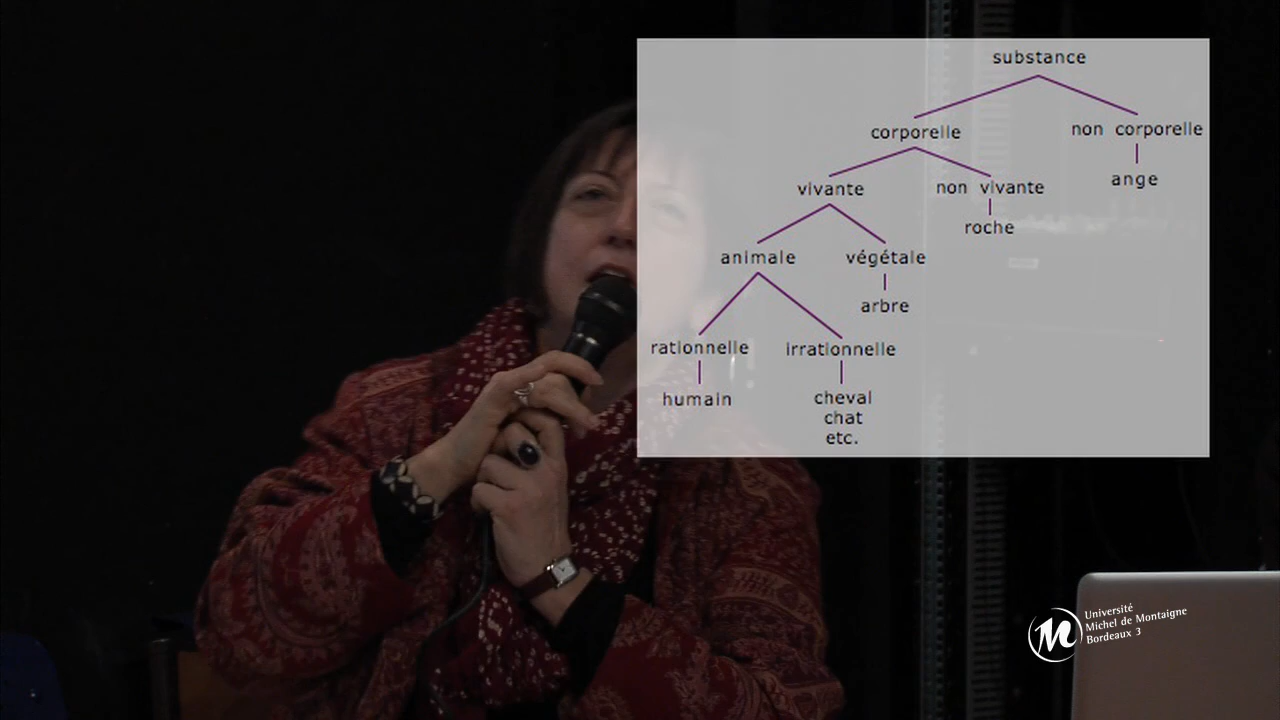 substance
corporelle
non corporelle
vivante
non vivante
ange
roche
animale
végétale
arbre
rationnelle
irrationnelle
humain
cheval
chat
etc.
Université
Michel de Montaigne
Bordeaux 3